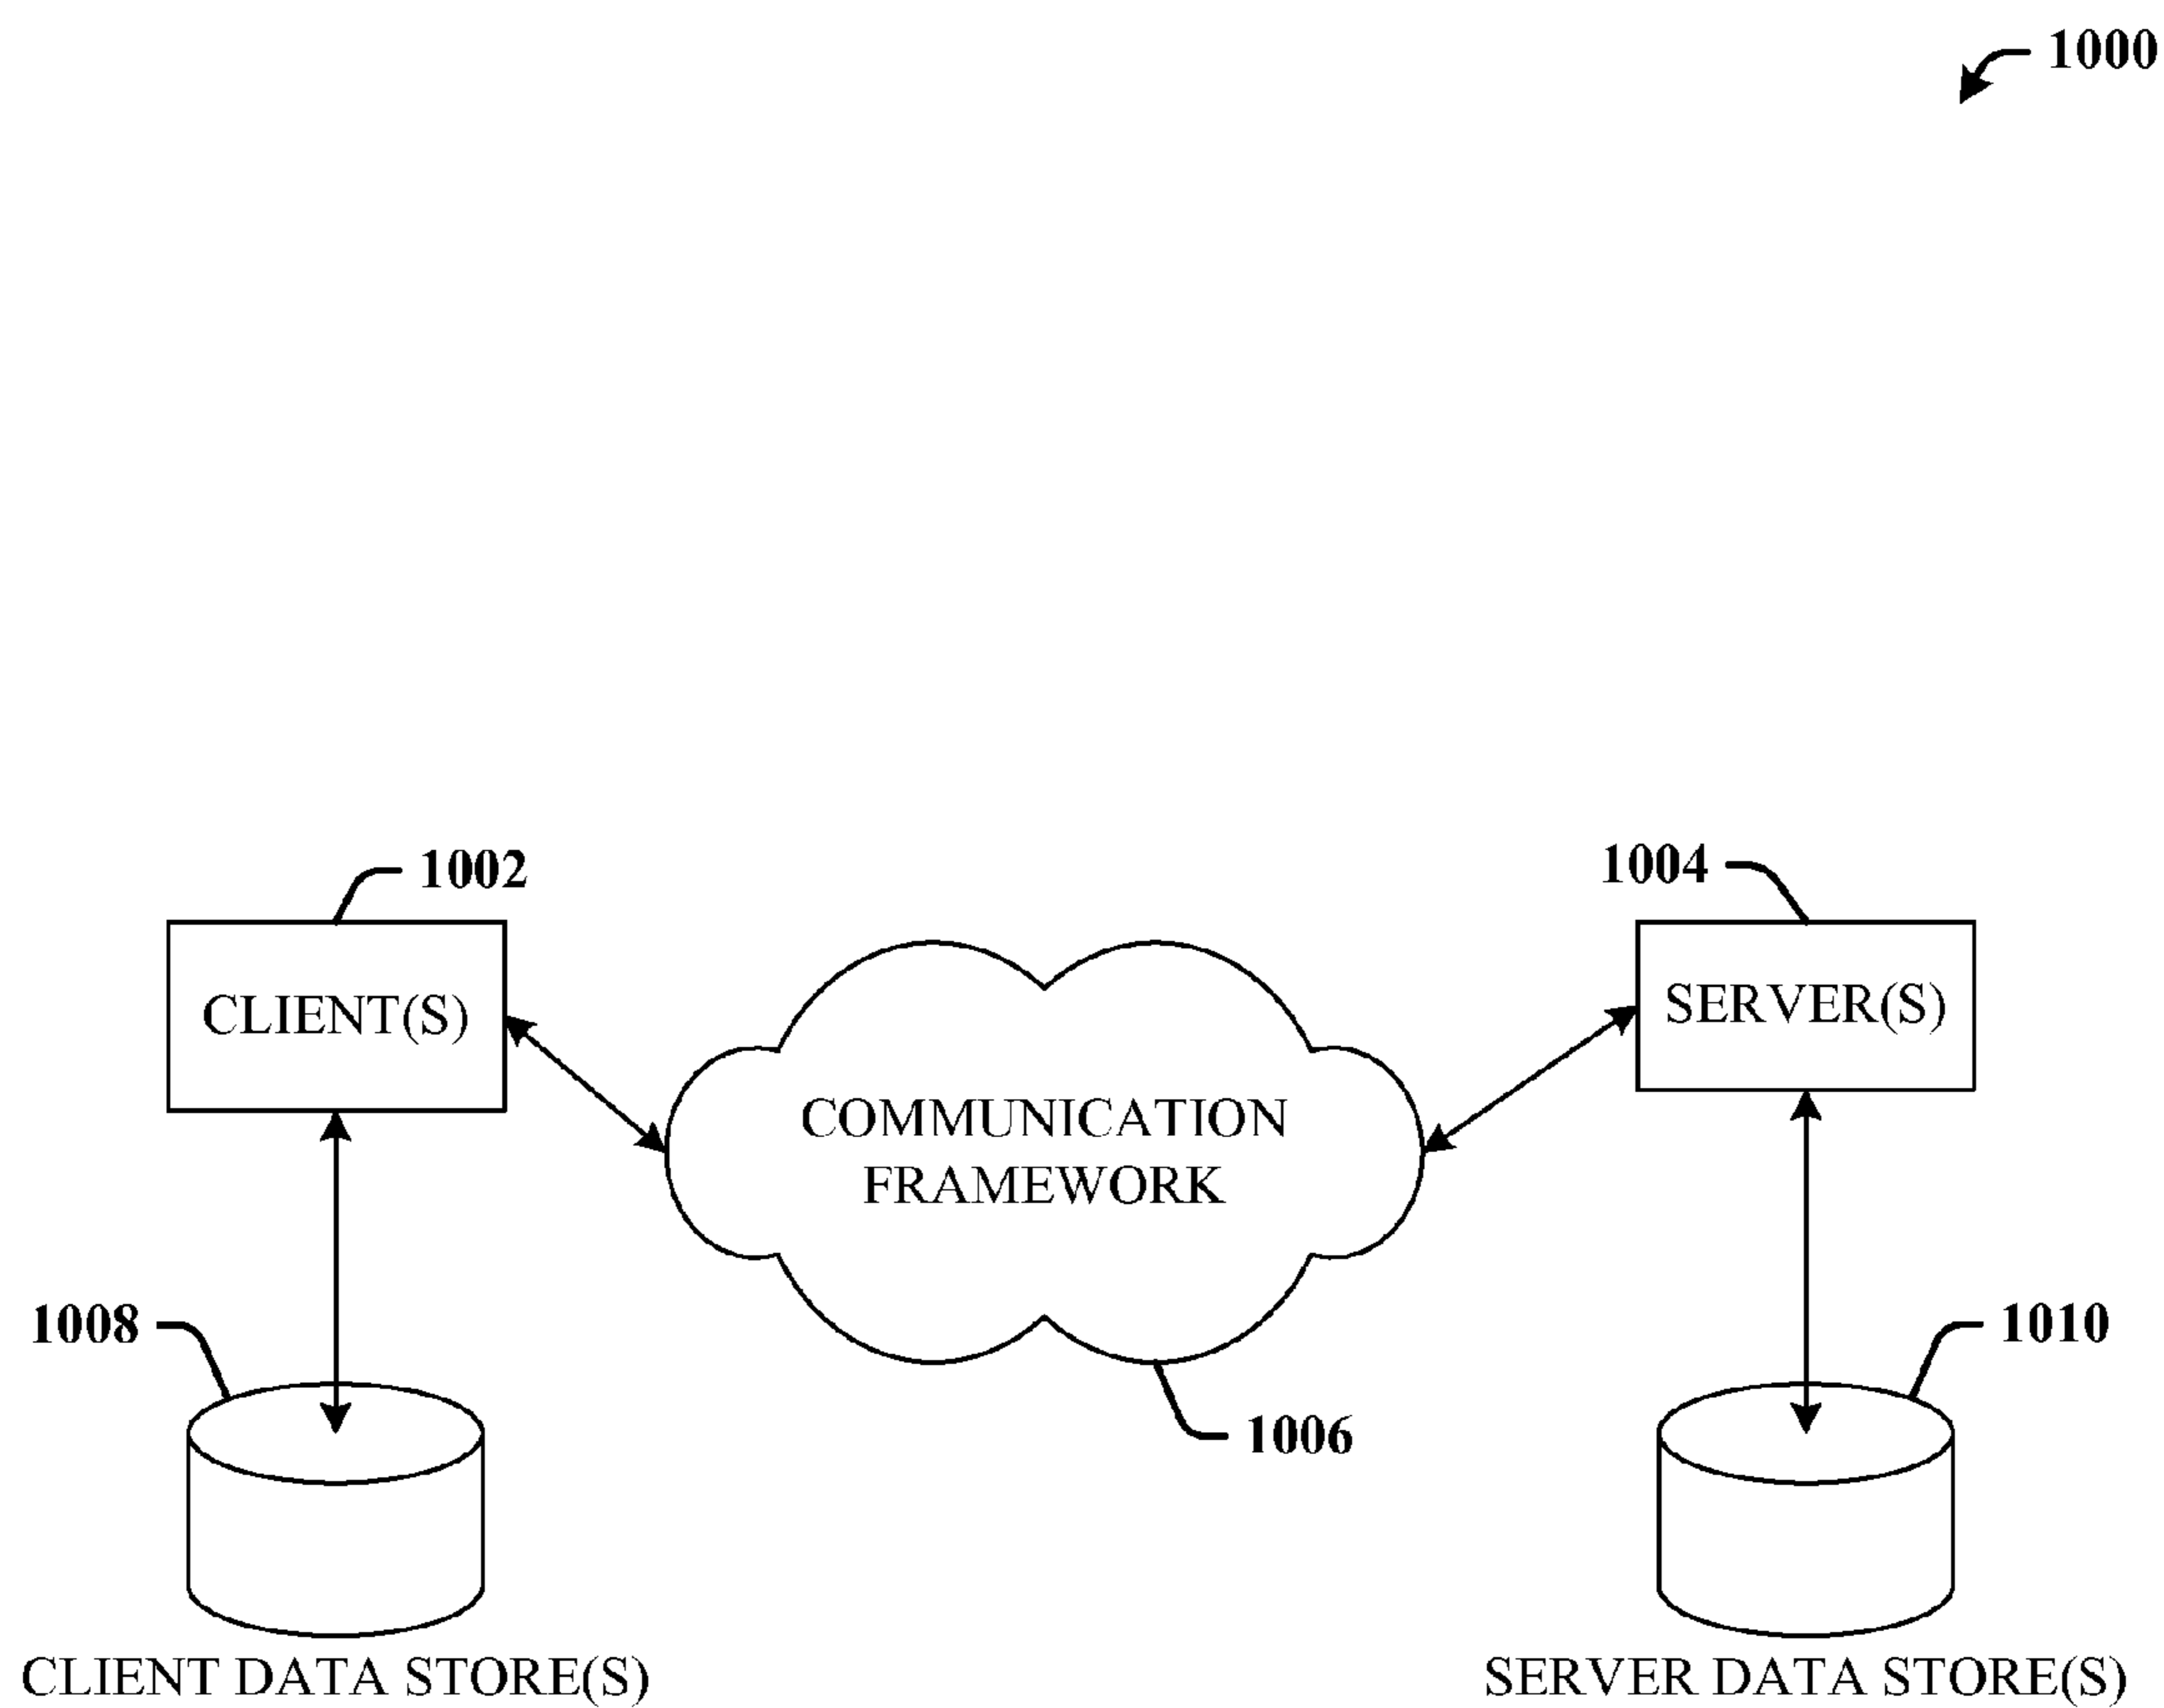 1000
1002
1004
CLIENT(S)
SERVER(S)
COMMUNICATION
FRAMEWORK
1008
1010
1006
CLIENT DATA STORE(S)
SERVER DATA STORE(S)